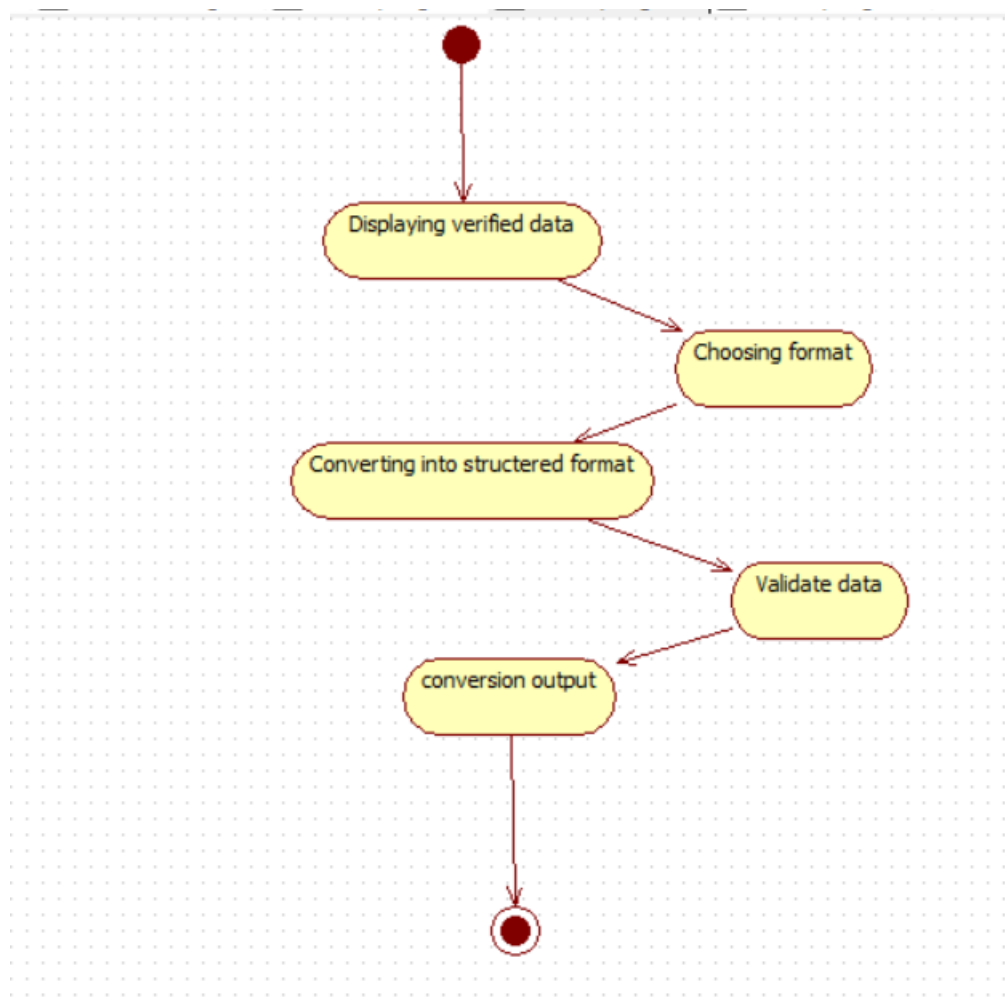 Displaying verified data
Choosing format
Converting into structered format
Validate data
conversion output